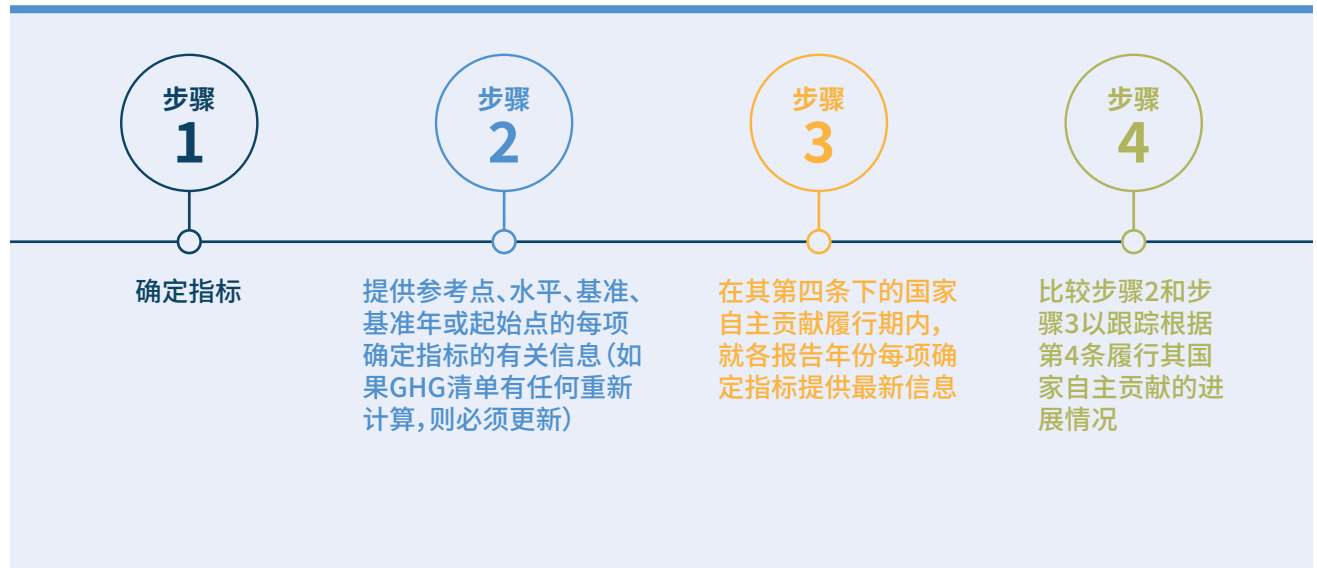 步骤
1
步骤
2
步骤
3
步骤
4
确定指标
提供参考点、水平、基准、
基准年或起始点的每项
确定指标的有关信息（如
果GHG清单有任何重新
计算，则必须更新）
在其第四条下的国家
自主贡献履行期内，
就各报告年份每项确
定指标提供最新信息
比较步骤2和步
骤3以跟踪根据
第4条履行其国
家自主贡献的进
展情况